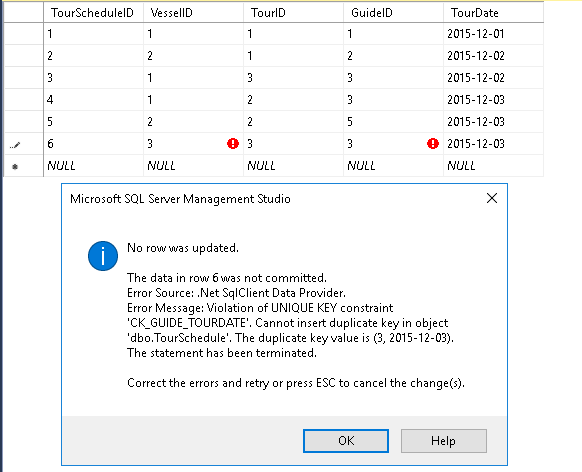 TourScheduleID VesselID TourID GuideID TourDate
1 1 1 1 2015-12-01
2 2 1 2 2015-12-02
3 1 3 3 2015-12-02
4 1 2 3 2015-12-03
5 2 2 5 2015-12-03
6 3 3 3 2015-12-03
NULL NULL NULL NULL NULL
Microsoft SQL Server Management Studio
No row was updated.
The data in row 6 was not committed.
Error Source: .Net SqlClient Data Provider.
Error Message: Violation of UNIQUE KEY constraint
'CK_GUIDE_TOURDATE'. Cannot insert duplicate key in object
'dbo.TourSchedule'. The duplicate key value is (3, 2015-12-03).
The statement has been terminated.
Correct the errors and retry or press ESC to cancel the change(s).
OK Help